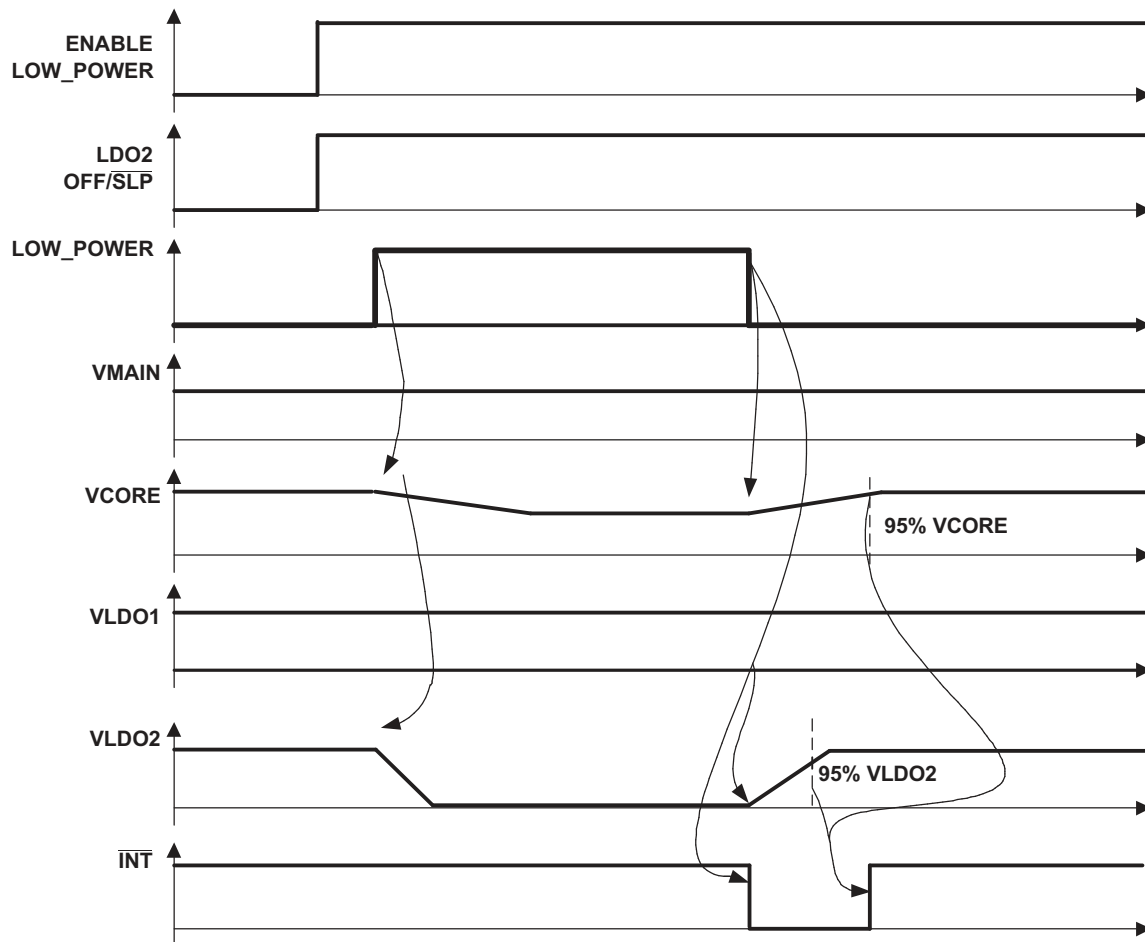 ENABLE
LOW_POWER
LDO2
OFF/SLP
LOW_POWER
VMAIN
VCORE
95% VCORE
VLDO1
VLDO2
95% VLDO2
INT